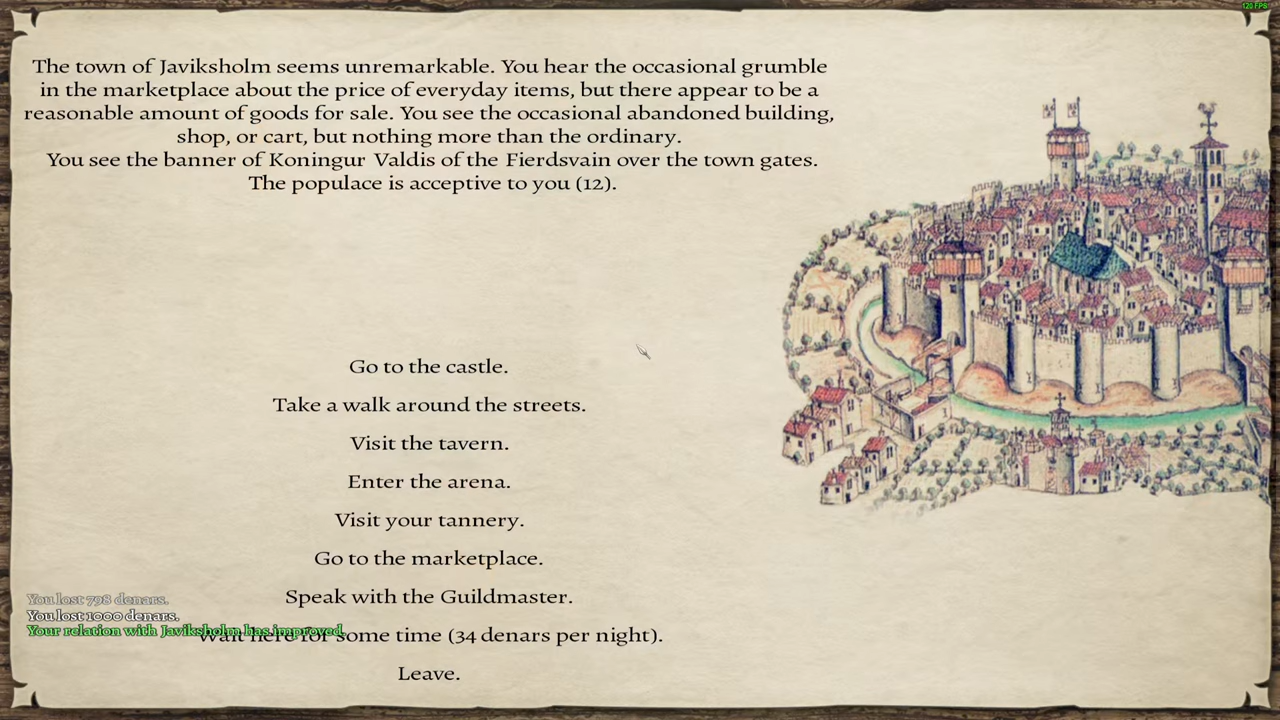 120 FPS
The town of Javiksholm seems unremarkable. You hear the occasional grumble
in the marketplace about the price of everyday items, but there appear to be a
reasonable amount of goods for sale. You see the occasional abandoned building,
shop, or cart, but nothing more than the ordinary.
You see the banner of Koningur Valdis of the Fierdsvain over the town gates.
The populace is acceptive to you (12).
Go to the castle.
Take a walk around the streets.
Visit the tavern.
Enter the arena.
Visit your tannery.
Go to the marketplace.
Speak with the Guildmaster.
You lost 798 denars.
You lost 1000 denars.
Your relation with Javiksholm has improved.
Wait here for some time (34 denars per night).
Leave.